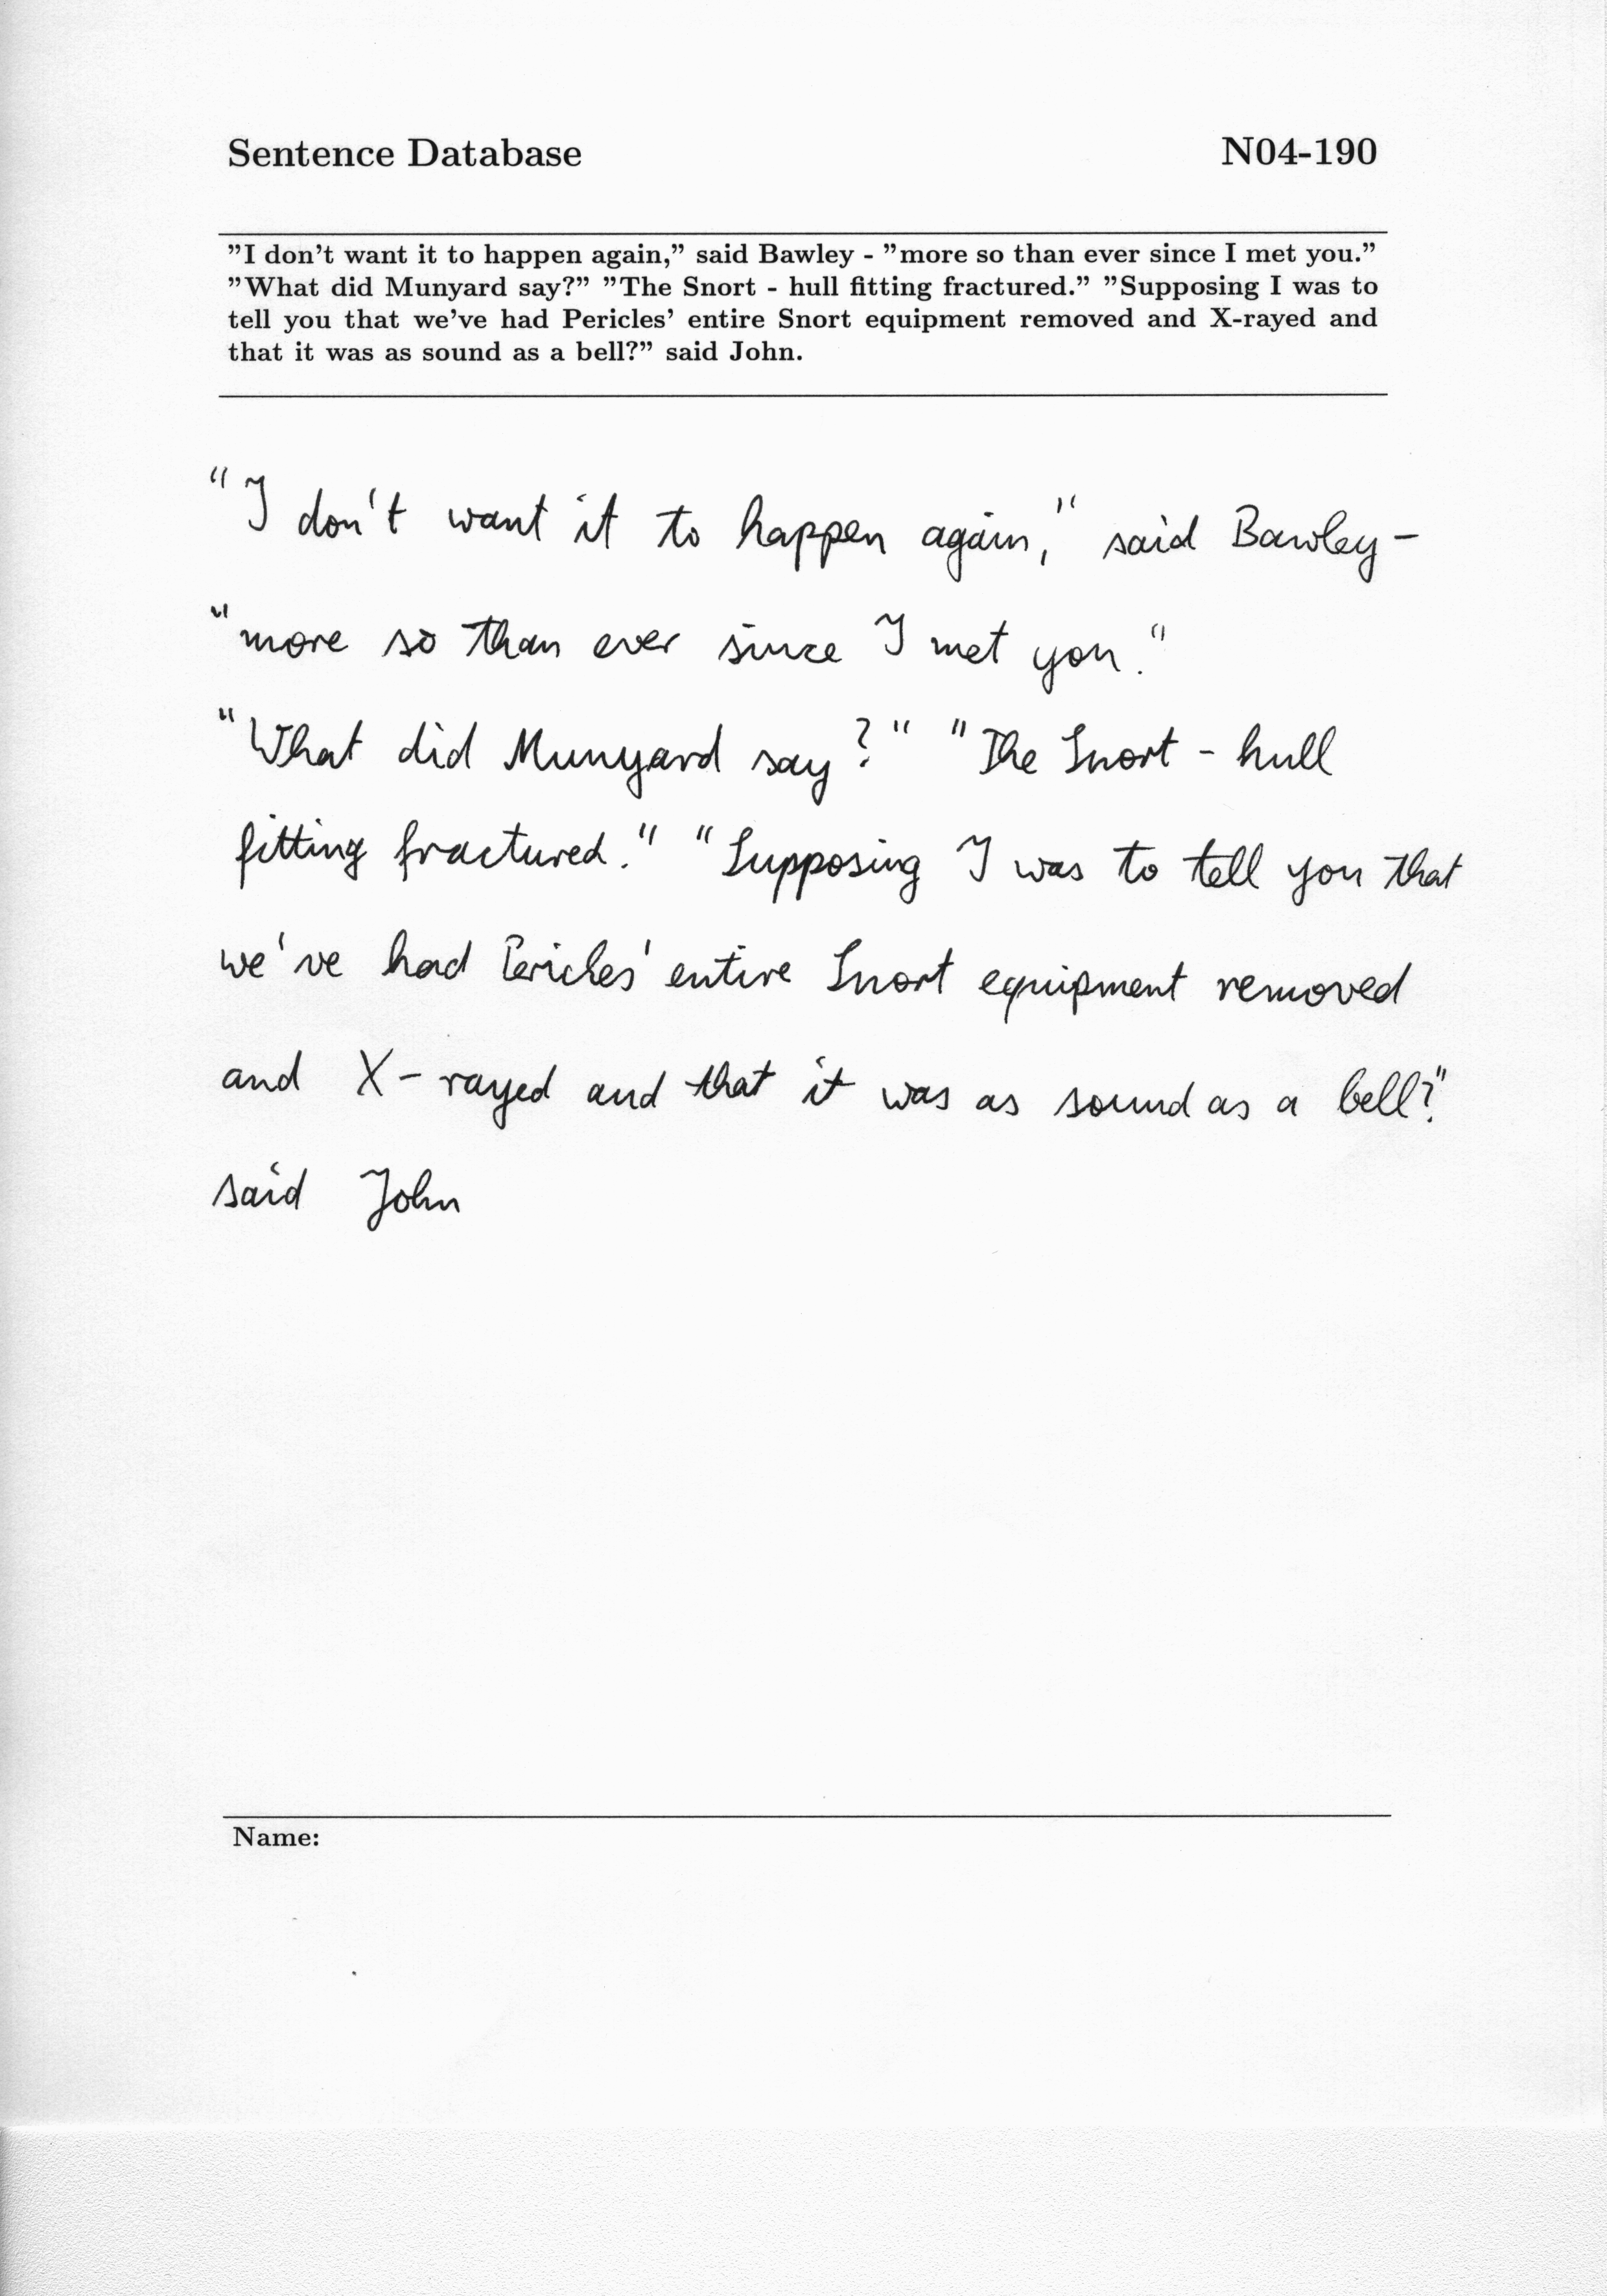 Sentence Database N04-190
"I don't want it to happen again," said Bawley - "more so than ever since I met you."
"What did Munyard say?" "The Snort - hull fitting fractured." "Supposing I was to
tell you that we've had Pericles' entire Snort equipment removed and X-rayed and
that it was as sound as a bell?" said John.
"I don't want it to happen again," said Bawley -
"more so than ever since I met you."
"What did Munyard say?" "The Snort - hull
fitting fractured." "Supposing I was to tell you that
we've had Pericles' entire Snort equipment removed
and X-rayed and that it was as sound as a bell?"
said John
Name: